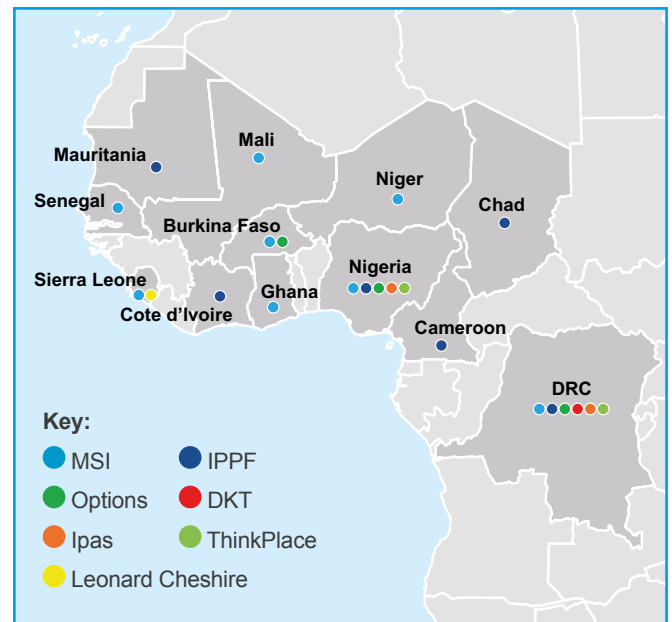 Mali
Mauritania
Niger
Senegal
Chad
Burkina Faso
Nigeria
Sierra Leone
Ghana
Cote d'Ivoire
Cameroon
DRC
Key:
MSI
IPPF
Options
DKT
Ipas
ThinkPlace
Leonard Cheshire